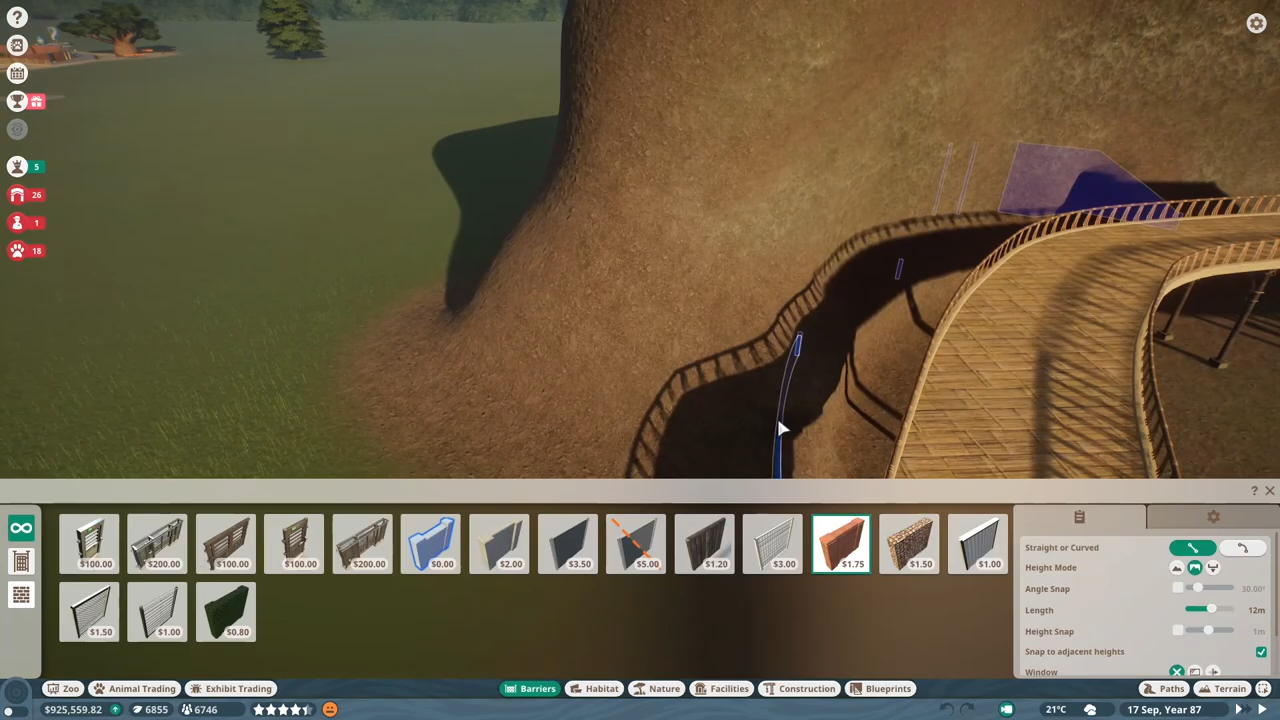 ?
5
26
1
18
?
$100.00 $200.00 $100.00 $100.00 $200.00 $0.00 $2.00 $3.50 $5.00 $1.20 $3.00 $1.75 $1.50 $1.00
$1.50 $1.00 $0.80
Straight or Curved
Height Mode
Angle Snap 30.00°
Length 12m
Height Snap 1m
Snap to adjacent heights
Window
Zoo Animal Trading Exhibit Trading Barriers Habitat Nature Facilities Construction Blueprints Paths Terrain
$925,559.82 6855 6746 21°C 17 Sep, Year 87